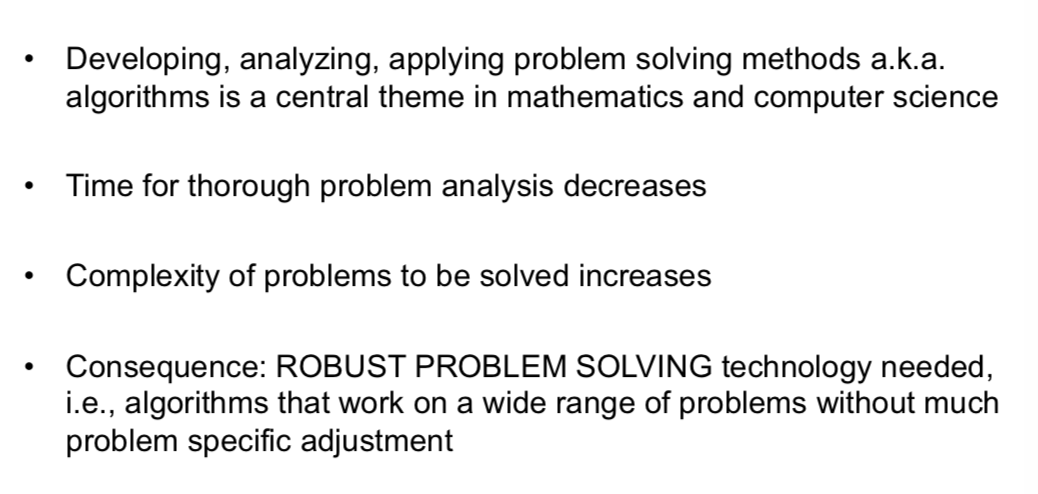 • Developing, analyzing, applying problem solving methods a.k.a.
algorithms is a central theme in mathematics and computer science
• Time for thorough problem analysis decreases
• Complexity of problems to be solved increases
• Consequence: ROBUST PROBLEM SOLVING technology needed,
i.e., algorithms that work on a wide range of problems without much
problem specific adjustment